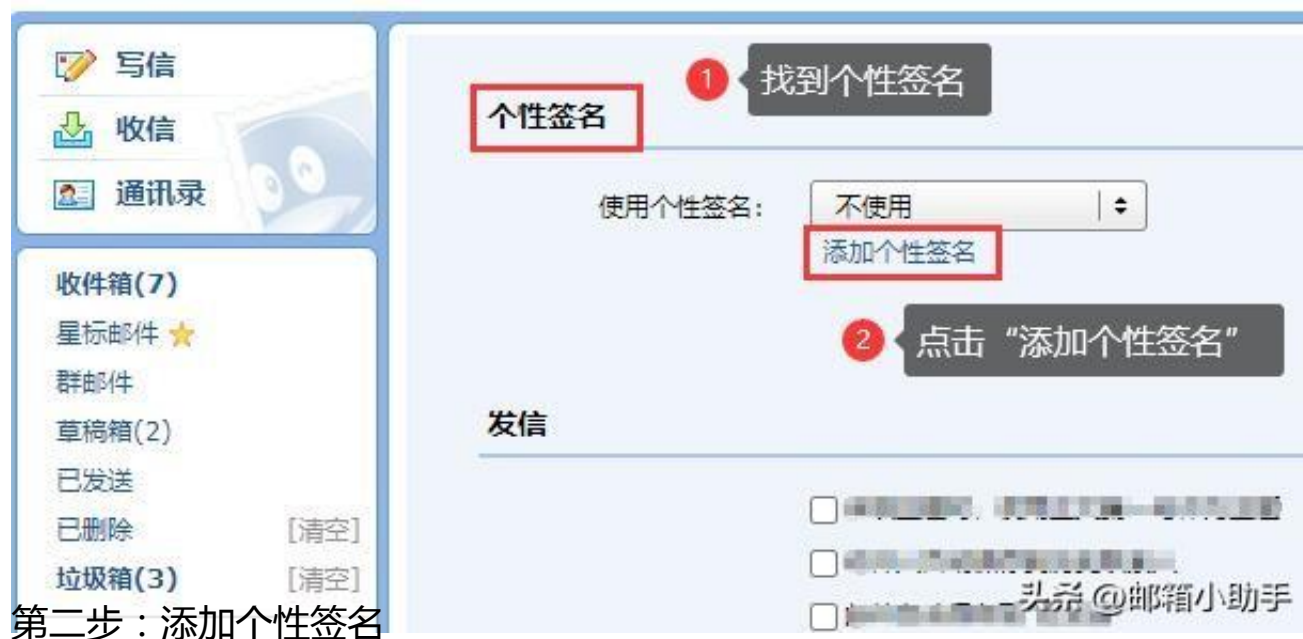 写信
收信
通讯录
收件箱(7)
星标邮件
群邮件
草稿箱(2)
已发送
已删除 [清空]
垃圾箱(3) [清空]
1 找到个性签名
个性签名
使用个性签名： 不使用
添加个性签名
2 点击“添加个性签名”
发信
头条 @邮箱小助手
第二步：添加个性签名